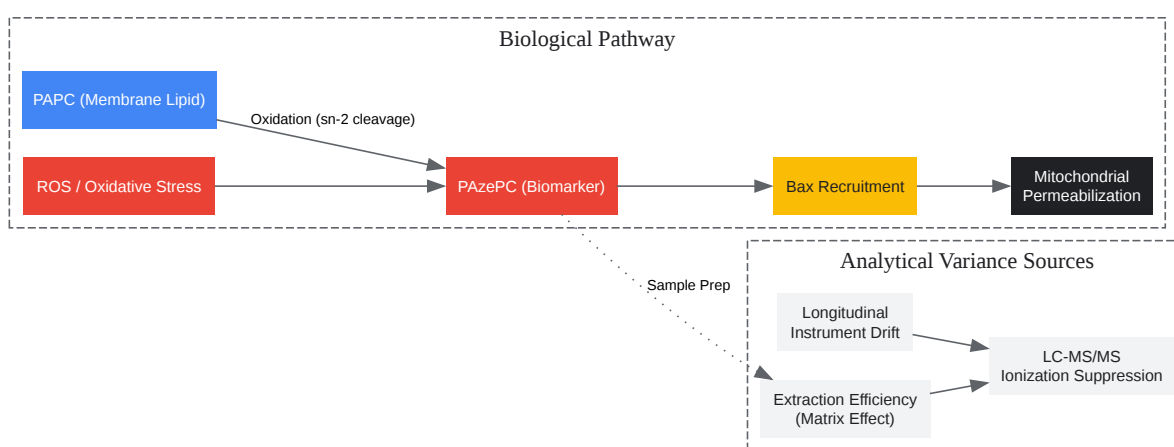 Biological Pathway
PAPC (Membrane Lipid)
Oxidation (sn-2 cleavage)
ROS / Oxidative Stress
PAzePC (Biomarker)
Bax Recruitment
Mitochondrial
Permeabilization
Analytical Variance Sources
Sample Prep
Longitudinal
Instrument Drift
LC-MS/MS
Ionization Suppression
Extraction Efficiency
(Matrix Effect)